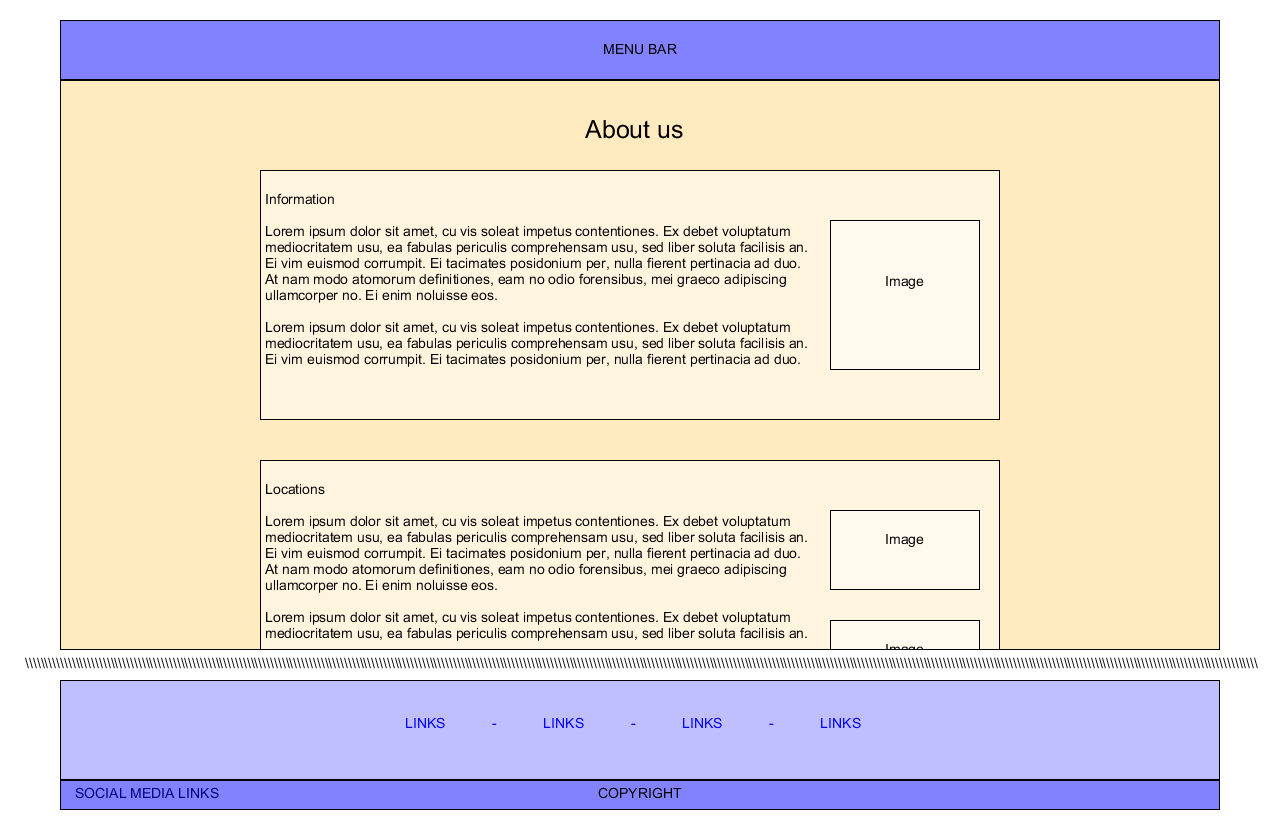 MENU BAR
About us
Information
Lorem ipsum dolor sit amet, cu vis soleat impetus contentiones. Ex debet voluptatum
mediocritatem usu, ea fabulas periculis comprehensam usu, sed liber soluta facilisis an.
Ei vim euismod corrumpit. Ei tacimates posidonium per, nulla fierent pertinacia ad duo.
At nam modo atomorum definitiones, eam no odio forensibus, mei graeco adipiscing
ullamcorper no. Ei enim noluisse eos.
Lorem ipsum dolor sit amet, cu vis soleat impetus contentiones. Ex debet voluptatum
mediocritatem usu, ea fabulas periculis comprehensam usu, sed liber soluta facilisis an.
Ei vim euismod corrumpit. Ei tacimates posidonium per, nulla fierent pertinacia ad duo.
Image
Locations
Lorem ipsum dolor sit amet, cu vis soleat impetus contentiones. Ex debet voluptatum
mediocritatem usu, ea fabulas periculis comprehensam usu, sed liber soluta facilisis an.
Ei vim euismod corrumpit. Ei tacimates posidonium per, nulla fierent pertinacia ad duo.
At nam modo atomorum definitiones, eam no odio forensibus, mei graeco adipiscing
ullamcorper no. Ei enim noluisse eos.
Lorem ipsum dolor sit amet, cu vis soleat impetus contentiones. Ex debet voluptatum
mediocritatem usu, ea fabulas periculis comprehensam usu, sed liber soluta facilisis an.
Image
Image
LINKS - LINKS - LINKS - LINKS
SOCIAL MEDIA LINKS COPYRIGHT